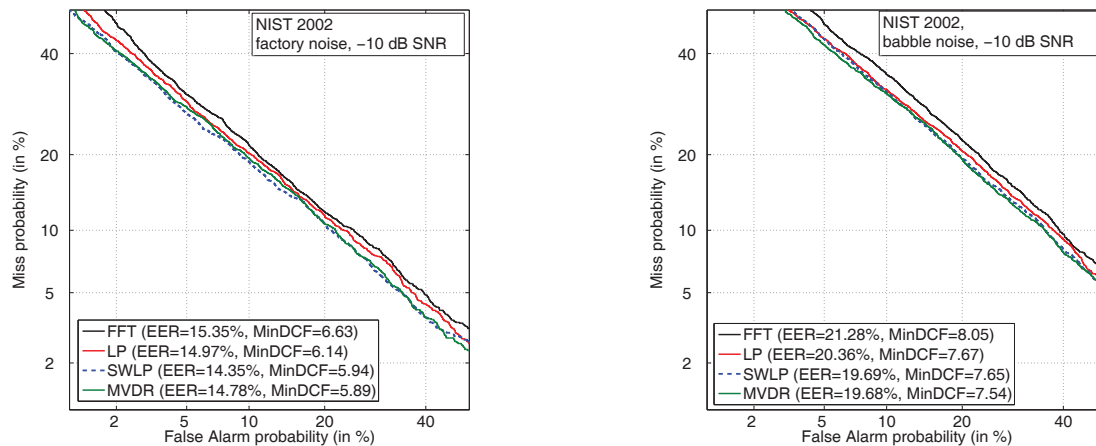 NIST 2002
factory noise, −10 dB SNR
40
20
10
5
2
Miss probability (in %)
FFT (EER=15.35%, MinDCF=6.63)
LP (EER=14.97%, MinDCF=6.14)
SWLP (EER=14.35%, MinDCF=5.94)
MVDR (EER=14.78%, MinDCF=5.89)
2 5 10 20 40
False Alarm probability (in %)
NIST 2002,
babble noise, −10 dB SNR
40
20
10
5
2
Miss probability (in %)
FFT (EER=21.28%, MinDCF=8.05)
LP (EER=20.36%, MinDCF=7.67)
SWLP (EER=19.69%, MinDCF=7.65)
MVDR (EER=19.68%, MinDCF=7.54)
2 5 10 20 40
False Alarm probability (in %)